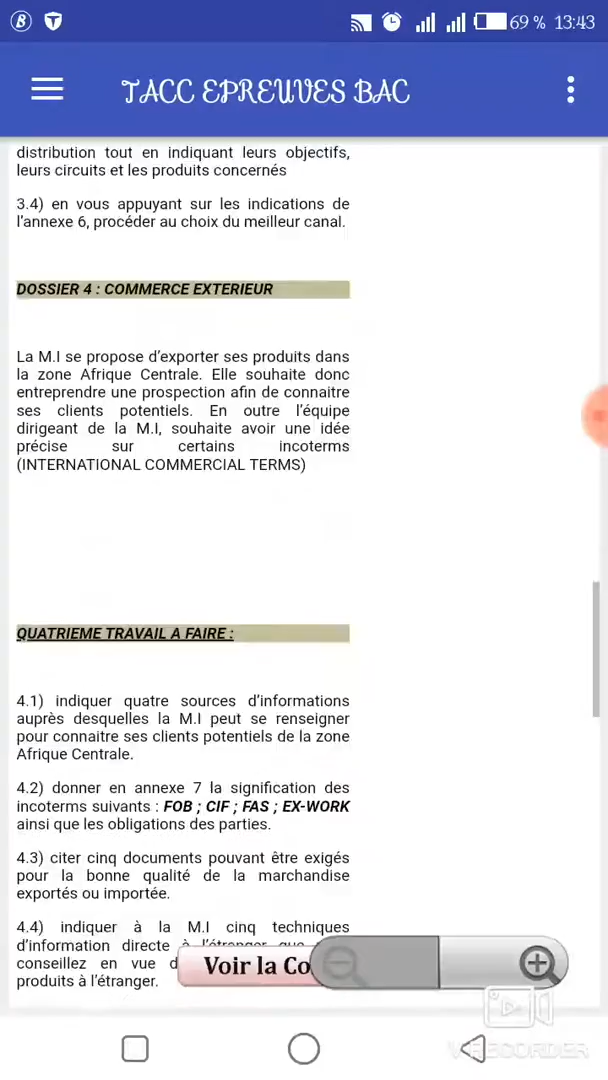 69 % 13:43
TACC EPREUVES BAC
distribution tout en indiquant leurs objectifs,
leurs circuits et les produits concernés
3.4) en vous appuyant sur les indications de
l'annexe 6, procéder au choix du meilleur canal.
DOSSIER 4 : COMMERCE EXTERIEUR
La M.I se propose d'exporter ses produits dans
la zone Afrique Centrale. Elle souhaite donc
entreprendre une prospection afin de connaitre
ses clients potentiels. En outre l'équipe
dirigeant de la M.I, souhaite avoir une idée
précise sur certains incoterms
(INTERNATIONAL COMMERCIAL TERMS)
QUATRIEME TRAVAIL A FAIRE :
4.1) indiquer quatre sources d'informations
auprès desquelles la M.I peut se renseigner
pour connaitre ses clients potentiels de la zone
Afrique Centrale.
4.2) donner en annexe 7 la signification des
incoterms suivants : FOB ; CIF ; FAS ; EX-WORK
ainsi que les obligations des parties.
4.3) citer cinq documents pouvant être exigés
pour la bonne qualité de la marchandise
exportés ou importée.
4.4) indiquer à la M.I cinq techniques
d'information directe à l'étranger que
conseillez en vue d
produits à l'étranger.
Voir la Co
RECORDER